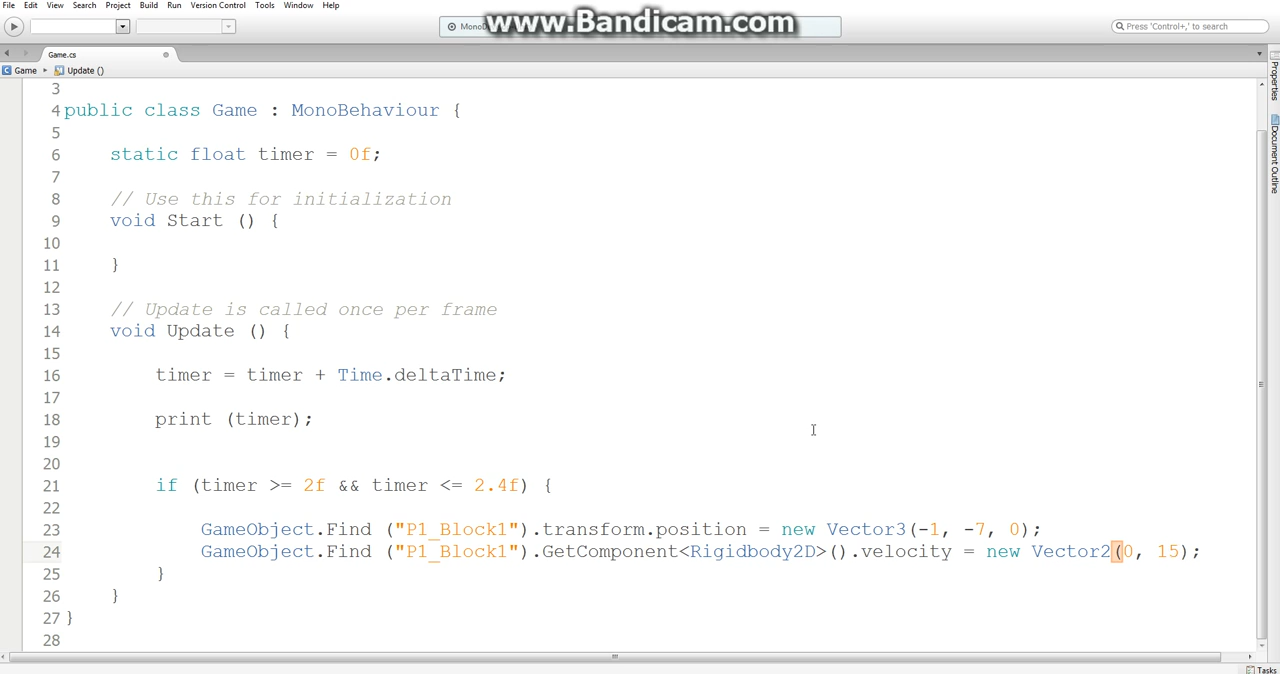 File Edit View Search Project Build Run Version Control Tools Window Help
www.Bandicam.com
Press 'Control+,' to search
Game.cs
Game Update ()
3
4 public class Game : MonoBehaviour {
5
6 static float timer = 0f;
7
8 // Use this for initialization
9 void Start () {
10
11 }
12
13 // Update is called once per frame
14 void Update () {
15
16 timer = timer + Time.deltaTime;
17
18 print (timer);
19
20
21 if (timer >= 2f && timer <= 2.4f) {
22
23 GameObject.Find ("P1_Block1").transform.position = new Vector3(-1, -7, 0);
24 GameObject.Find ("P1_Block1").GetComponent<Rigidbody2D>().velocity = new Vector2(0, 15);
25 }
26 }
27 }
28
Properties
Document Outline
Tasks